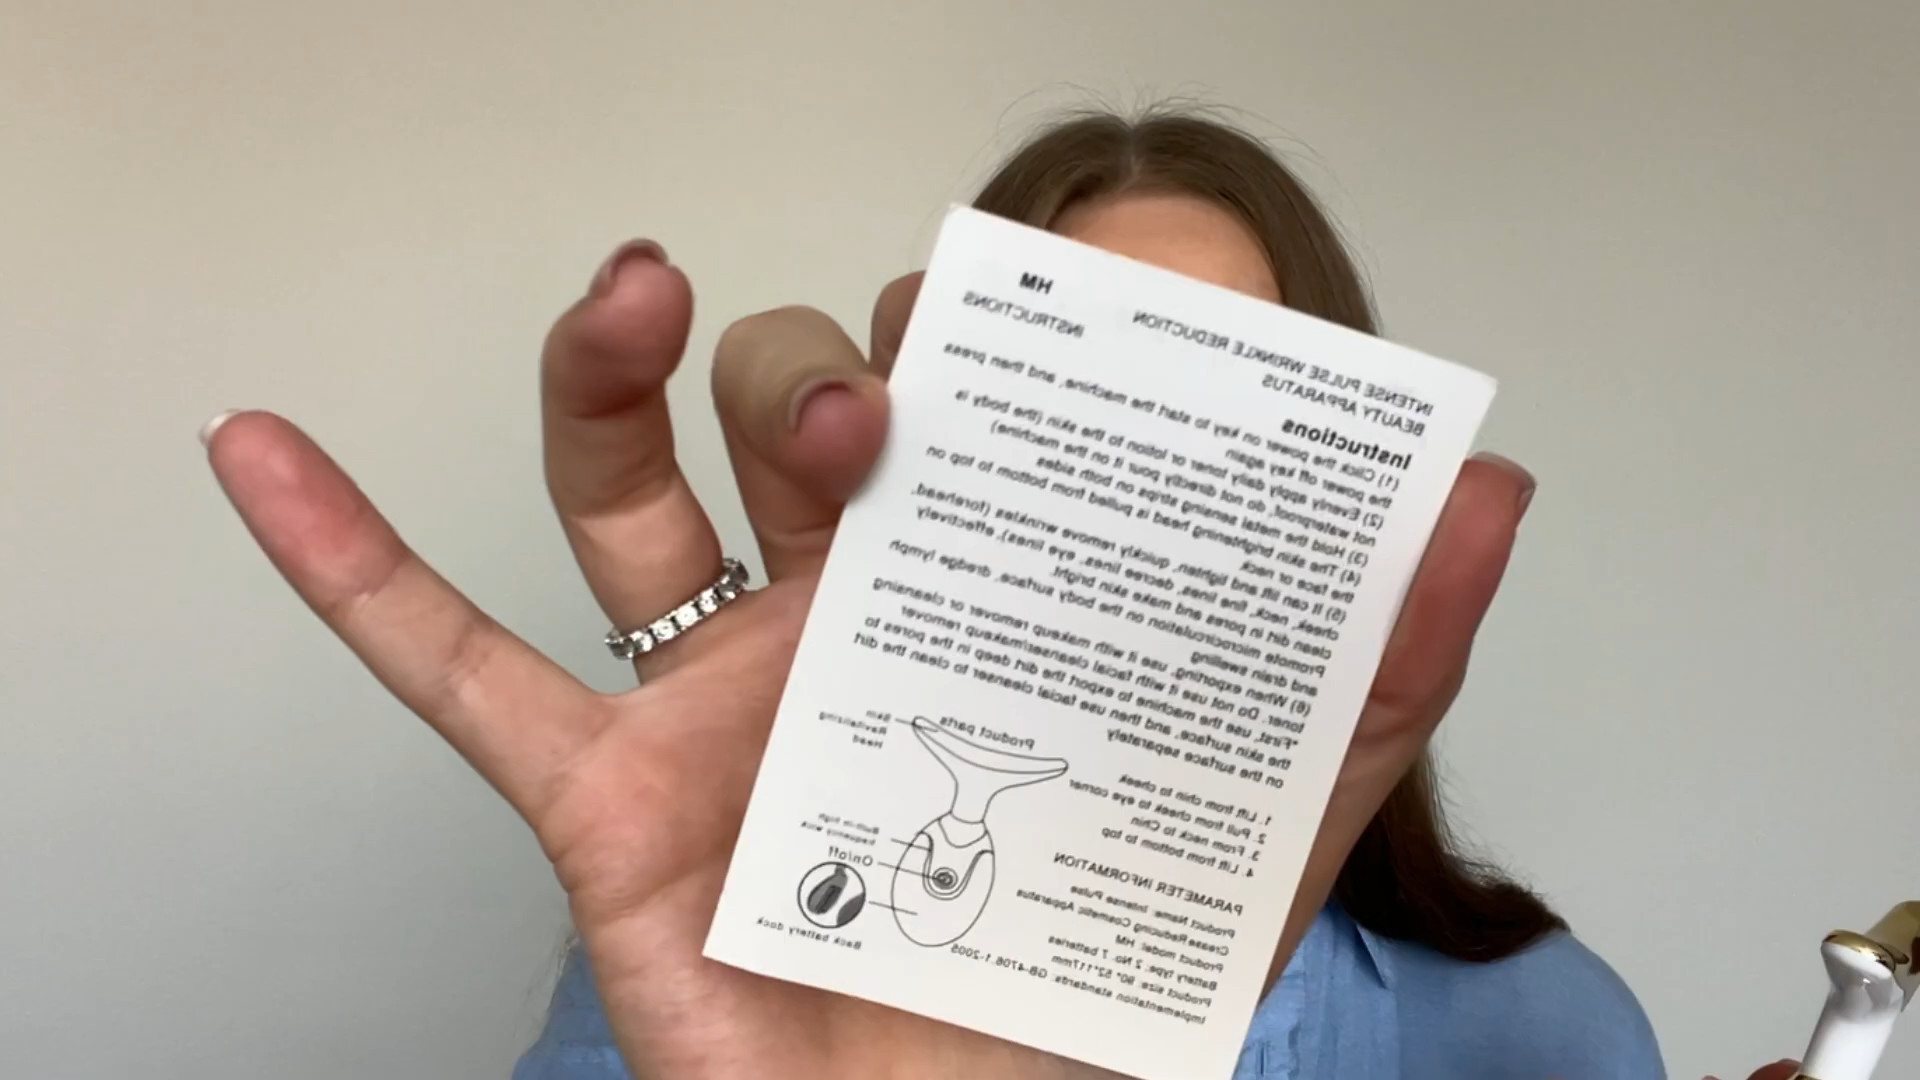 HM
INTENSE PULSE WRINKLE REDUCTION
BEAUTY APPARATUS
INSTRUCTIONS
Instructions
(1) Click the power on key to start the machine, and then press
the power off key again
(2) Evenly apply daily toner or lotion to the skin (the body is
not waterproof, do not directly pour it on the machine)
(3) Hold the metal sensing strips on both sides
(4) The skin brightening head is pulled from bottom to top on
the face or neck
(5) It can lift and tighten, quickly remove wrinkles (forehead,
cheek, neck, fine lines, decree lines, eye lines), effectively
clean dirt in pores and make skin bright.
Promote microcirculation on the body surface, dredge lymph
and drain swelling
(6) When exporting, use it with makeup remover or cleansing
toner. Do not use it with facial cleanser/makeup remover
*First, use the machine to export the dirt deep in the pores to
the skin surface, and then use facial cleanser to clean the dirt
on the surface separately
Product parts
Skin
Revitalizing
Head
Built-in high
frequency wick
On/off
Back battery dock
1. Lift from chin to cheek
2. Pull from cheek to eye corner
3. From neck to Chin
4. Lift from bottom to top
PARAMETER INFORMATION
Product Name: Intense Pulse
Crease Reducing Cosmetic Apparatus
Product model: HM
Battery type: 2 No. 7 batteries
Product size: 90* 52*117mm
Implementation standards: GB-4706.1-2005